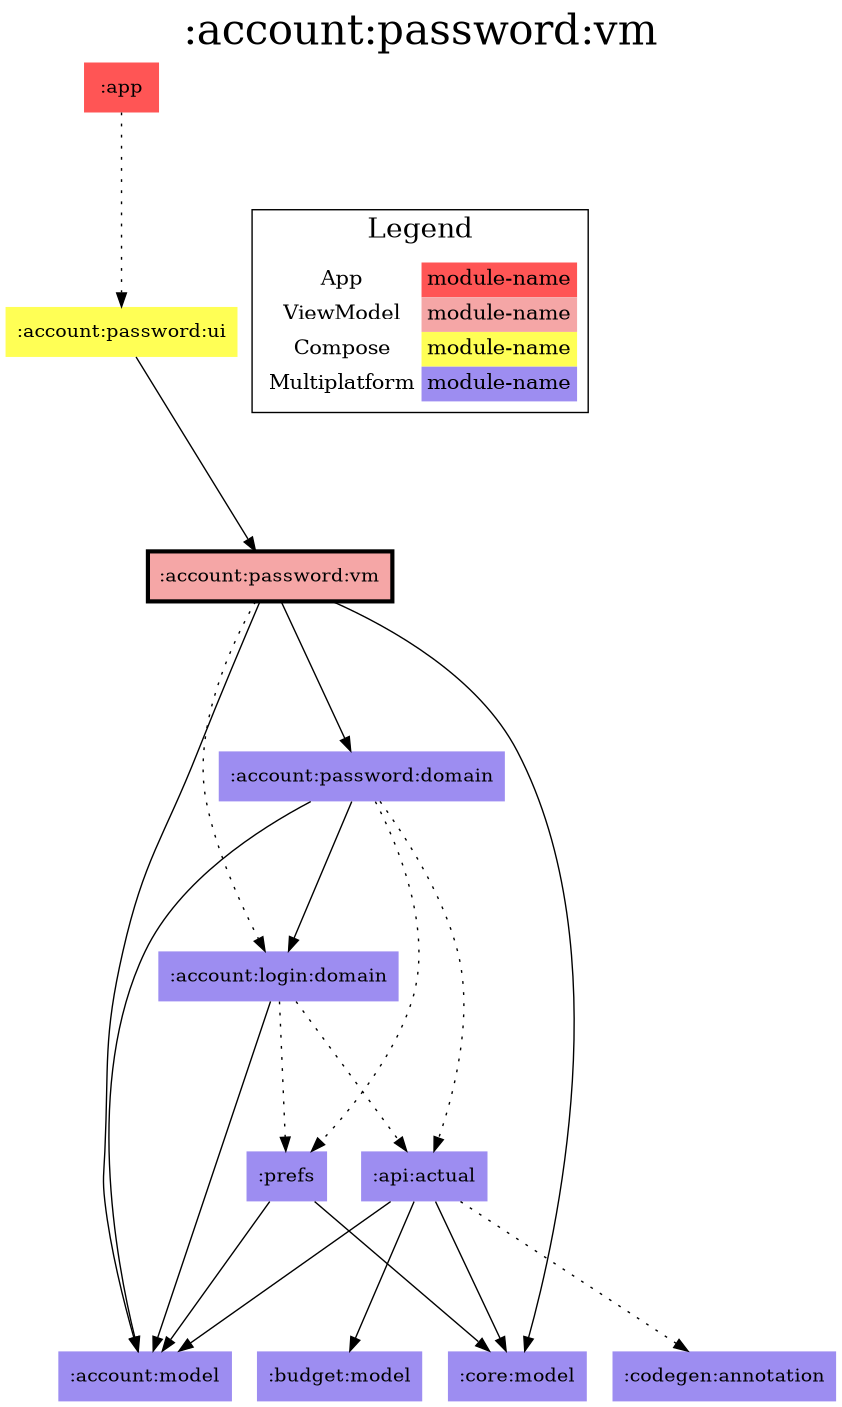 :account:password:vm
:app
Legend
App module-name
ViewModel module-name
Compose module-name
Multiplatform module-name
:account:password:ui
:account:password:vm
:account:password:domain
:account:login:domain
:prefs
:api:actual
:account:model
:budget:model
:core:model
:codegen:annotation